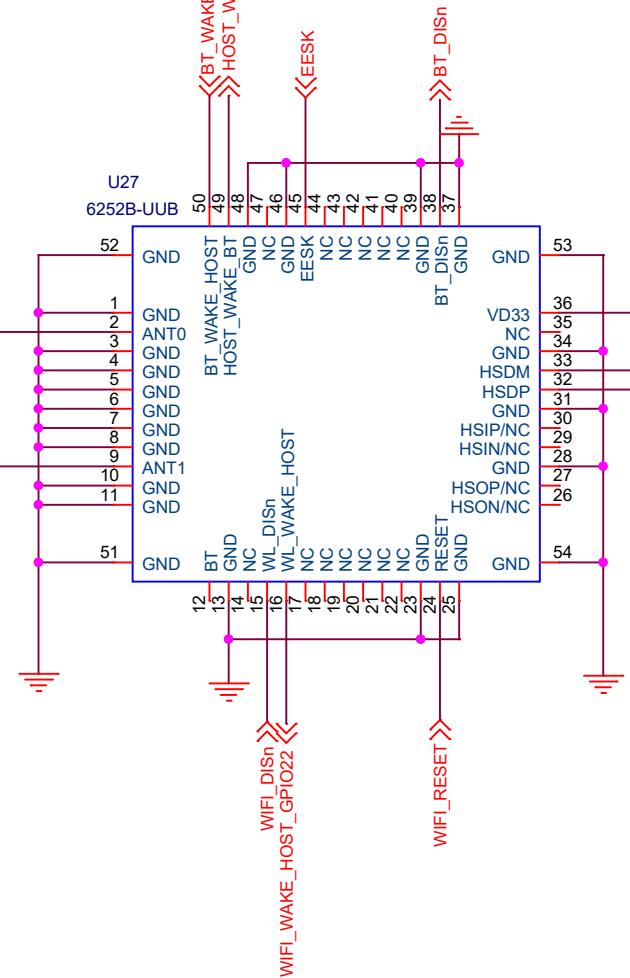 BT_WAKE
HOST_W
EESK
BT_DISn
U27
6252B-UUB
50
49
48
47
46
45
44
43
42
41
40
39
38
37
BT_WAKE_HOST
HOST_WAKE_BT
GND
NC
GND
EESK
NC
NC
NC
NC
NC
GND
BT_DISn
GND
52 GND
1 GND
2 ANT0
3 GND
4 GND
5 GND
6 GND
7 GND
8 GND
9 ANT1
10 GND
11 GND
51 GND
GND 53
VD33 36
NC 35
GND 34
HSDM 33
HSDP 32
GND 31
HSIP/NC 30
HSIN/NC 29
GND 28
HSOP/NC 27
HSON/NC 26
GND 54
BT
GND
NC
WL_DISn
WL_WAKE_HOST
NC
NC
NC
NC
NC
NC
GND
RESET
GND
12
13
14
15
16
17
18
19
20
21
22
23
24
25
WIFI_DISn
WIFI_WAKE_HOST_GPIO22
WIFI_RESET